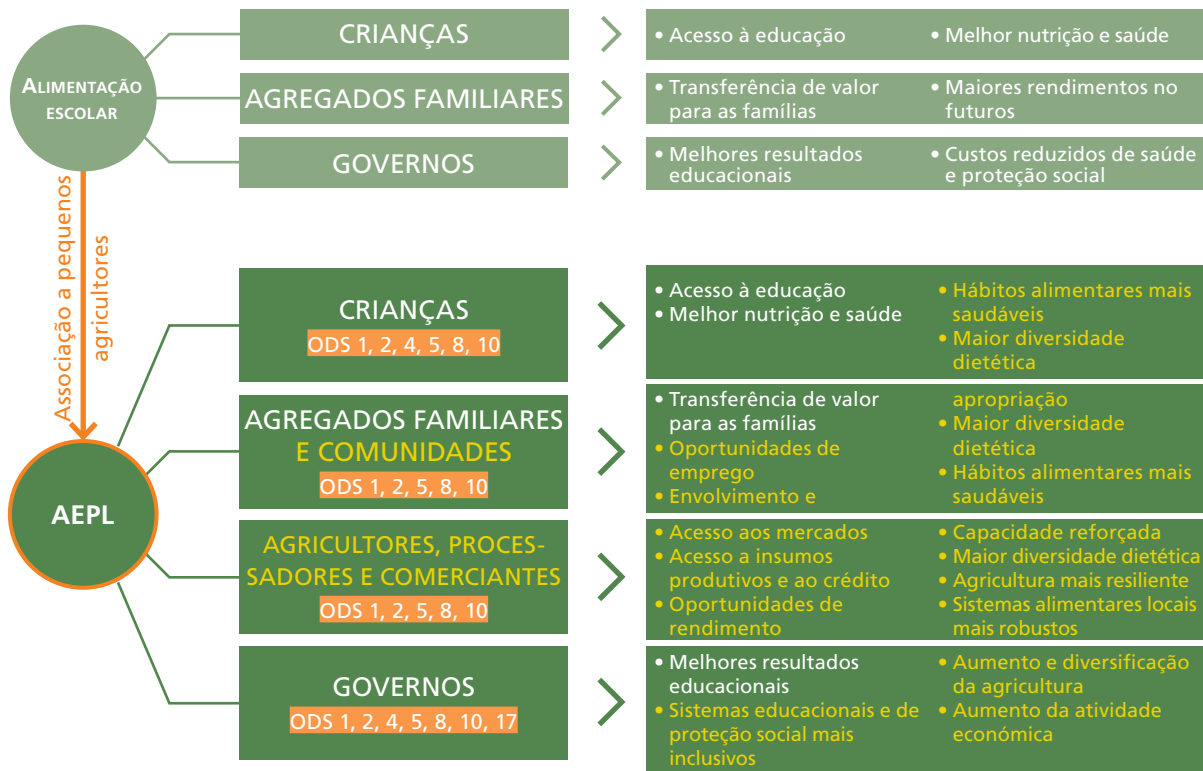 ALIMENTAÇÃO
ESCOLAR
CRIANÇAS
• Acesso à educação
• Melhor nutrição e saúde
AGREGADOS FAMILIARES
• Transferência de valor
para as famílias
• Maiores rendimentos no
futuros
GOVERNOS
• Melhores resultados
educacionais
• Custos reduzidos de saúde
e proteção social
Associação a pequenos
agricultores
AEPL
CRIANÇAS
ODS 1, 2, 4, 5, 8, 10
• Acesso à educação
• Melhor nutrição e saúde
• Hábitos alimentares mais
saudáveis
• Maior diversidade
dietética
AGREGADOS FAMILIARES
E COMUNIDADES
ODS 1, 2, 5, 8, 10
• Transferência de valor
para as famílias
• Oportunidades de
emprego
• Envolvimento e
apropriação
• Maior diversidade
dietética
• Hábitos alimentares mais
saudáveis
AGRICULTORES, PROCES-
SADORES E COMERCIANTES
ODS 1, 2, 5, 8, 10
• Acesso aos mercados
• Acesso a insumos
produtivos e ao crédito
• Oportunidades de
rendimento
• Capacidade reforçada
• Maior diversidade dietética
• Agricultura mais resiliente
• Sistemas alimentares locais
mais robustos
GOVERNOS
ODS 1, 2, 4, 5, 8, 10, 17
• Melhores resultados
educacionais
• Sistemas educacionais e de
proteção social mais
inclusivos
• Aumento e diversificação
da agricultura
• Aumento da atividade
económica